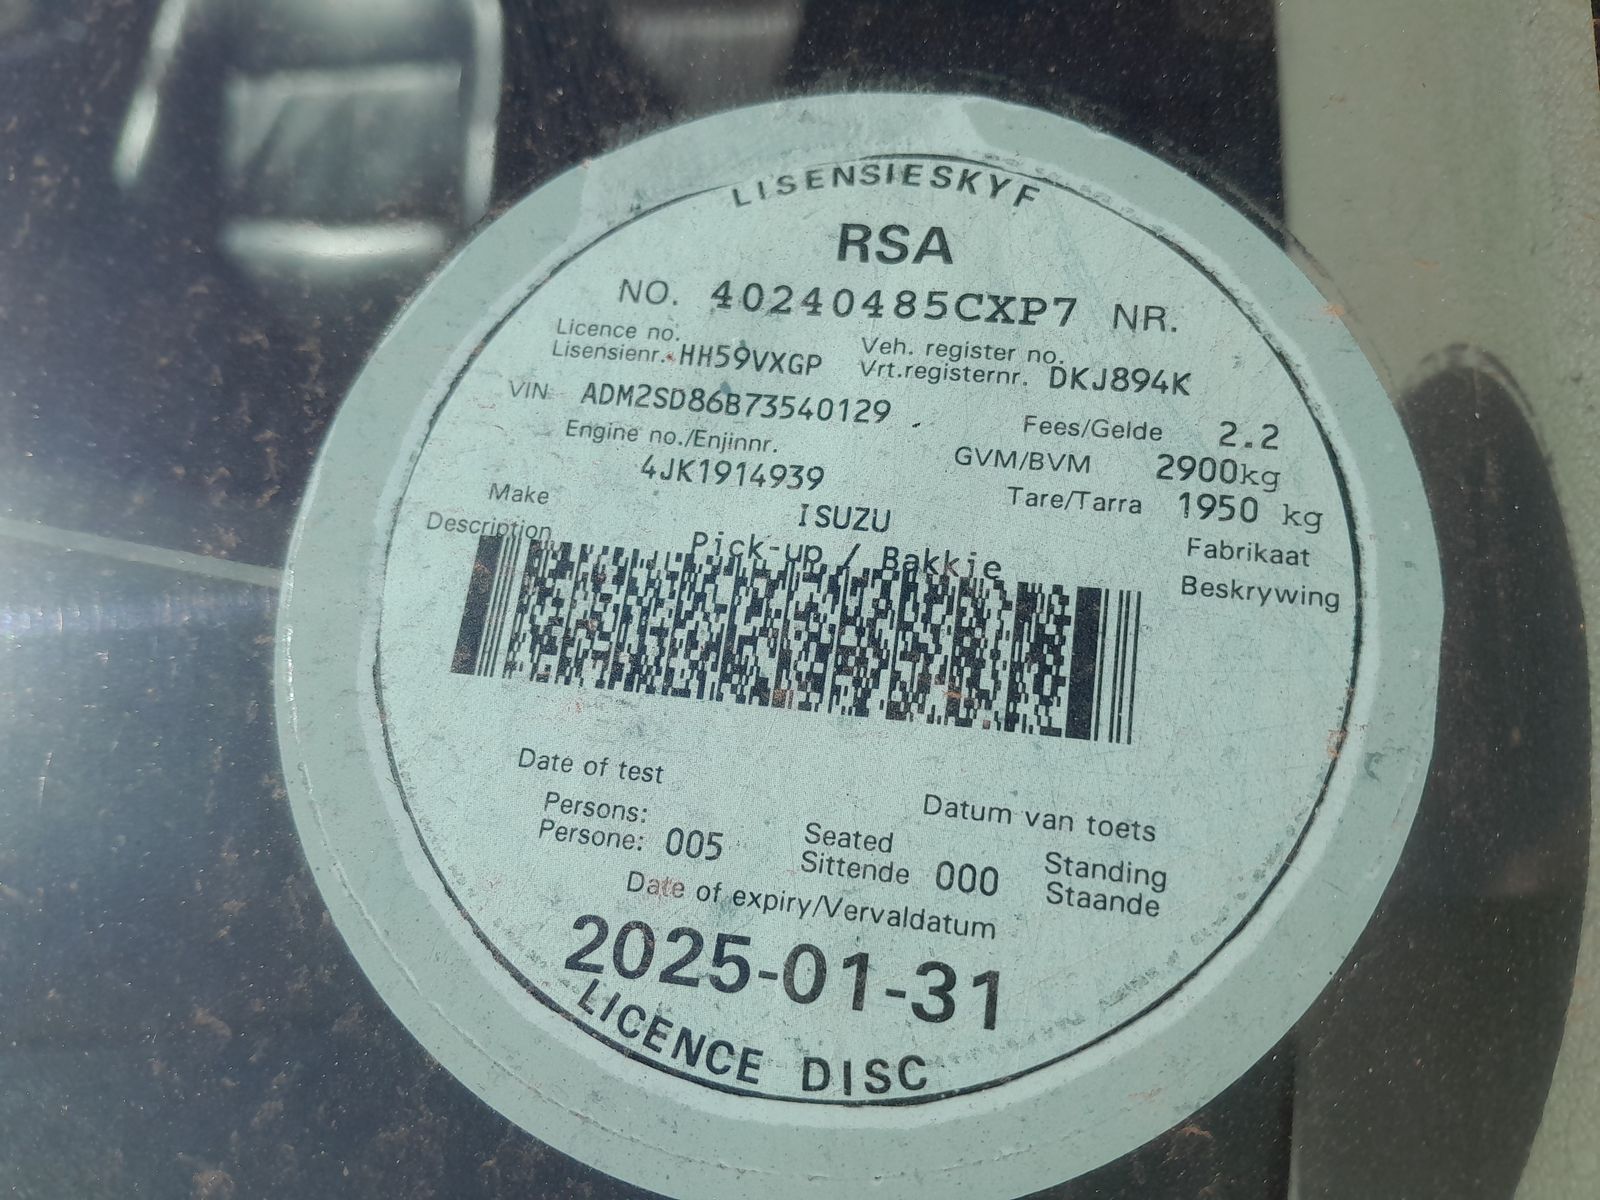 LISENSIESKYF
RSA
NO. 40240485CXP7 NR.
Licence no.
Lisensienr. HH59VXGP
Veh. register no.
Vrt.registernr. DKJ894K
VIN ADM2SD86B73540129
Fees/Gelde 2.2
Engine no./Enjinnr.
4JK1914939
GVM/BVM 2900kg
Tare/Tarra 1950 kg
Make ISUZU Fabrikaat
Description Pick-up / Bakkie Beskrywing
Date of test Datum van toets
Persons: Seated Standing
Persone: 005 Sittende 000 Staande
Date of expiry/Vervaldatum
2025-01-31
LICENCE DISC